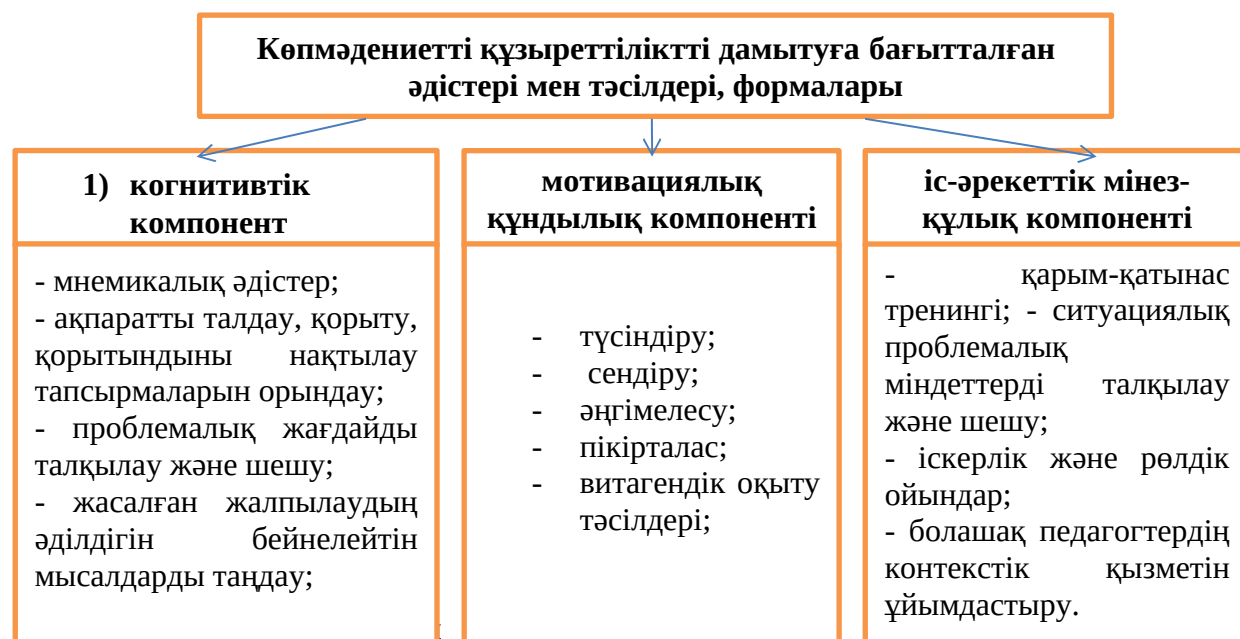 Көпмәдениетті құзыреттіліктті дамытуға бағытталған
әдістері мен тәсілдері, формалары
1) когнитивтік
компонент
- мнемикалық әдістер;
- ақпаратты талдау, қорыту,
қорытындыны нақтылау
тапсырмаларын орындау;
- проблемалық жағдайды
талқылау және шешу;
- жасалған жалпылаудың
әділдігін бейнелейтін
мысалдарды таңдау;
мотивациялық
құндылық компоненті
- түсіндіру;
- сендіру;
- әңгімелесу;
- пікірталас;
- витагендік оқыту
тәсілдері;
іс-әрекеттік мінез-
құлық компоненті
- қарым-қатынас
тренингі; - ситуациялық
проблемалық
міндеттерді талқылау
және шешу;
- іскерлік және рөлдік
ойындар;
- болашақ педагогтердің
контекстік қызметін
ұйымдастыру.